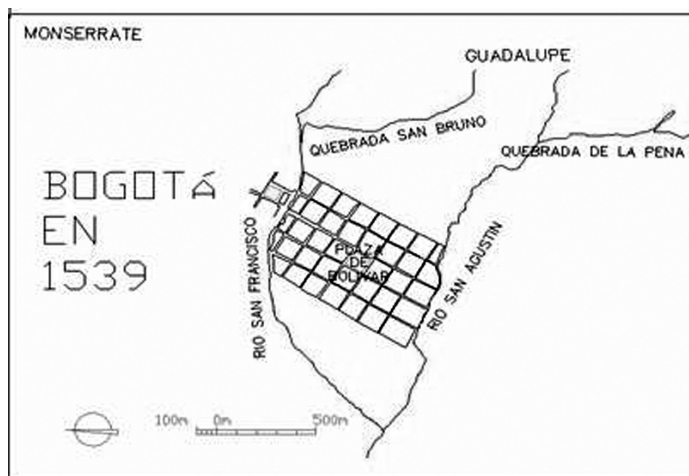 MONSERRATE
GUADALUPE
QUEBRADA SAN BRUNO
QUEBRADA DE LA PENA
BOGOTÁ
EN
1539
RIO SAN FRANCISCO
PLAZA
DE
BOLIVAR
RIO SAN AGUSTIN
100m 0m 500m